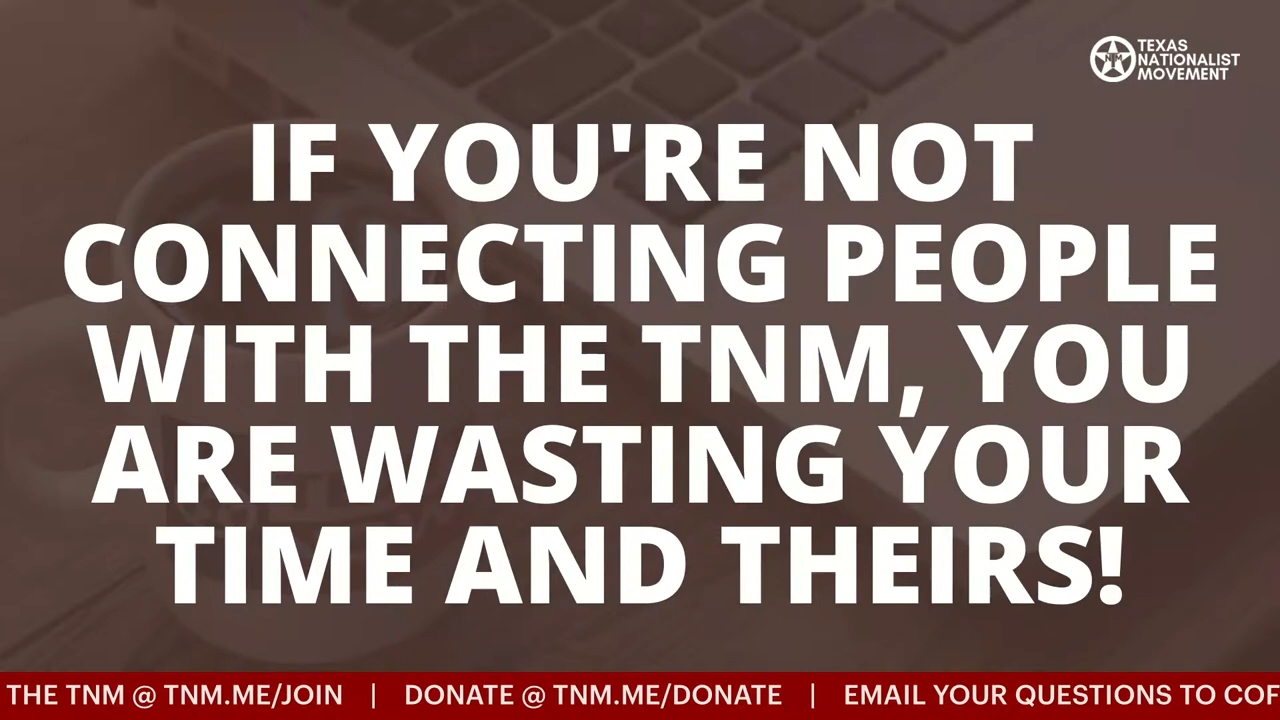 TEXAS
NATIONALIST
MOVEMENT
IF YOU'RE NOT
CONNECTING PEOPLE
WITH THE TNM, YOU
ARE WASTING YOUR
TIME AND THEIRS!
THE TNM @ TNM.ME/JOIN | DONATE @ TNM.ME/DONATE | EMAIL YOUR QUESTIONS TO